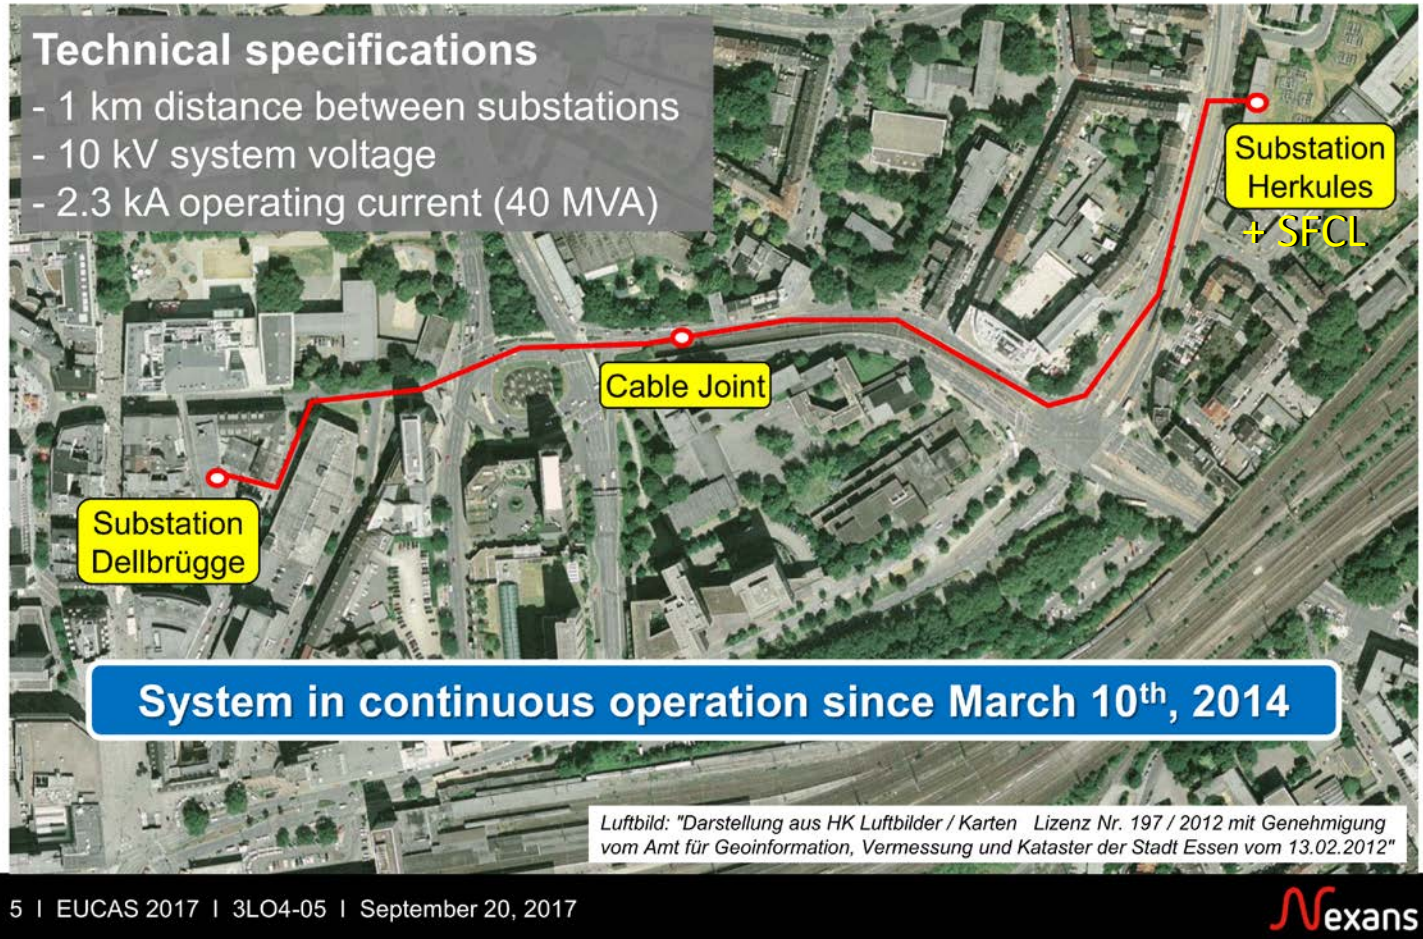 Technical specifications
- 1 km distance between substations
- 10 kV system voltage
- 2.3 kA operating current (40 MVA)
Substation
Herkules
+ SFCL
Cable Joint
Substation
Dellbrügge
System in continuous operation since March 10th, 2014
Luftbild: "Darstellung aus HK Luftbilder / Karten Lizenz Nr. 197 / 2012 mit Genehmigung
vom Amt für Geoinformation, Vermessung und Kataster der Stadt Essen vom 13.02.2012"
5 I EUCAS 2017 I 3LO4-05 I September 20, 2017
Nexans